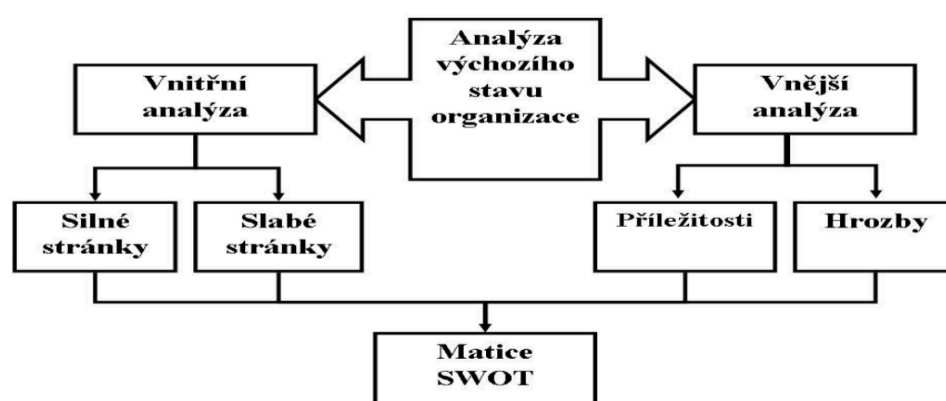 Analýza
výchozího
stavu
organizace
Vnitřní
analýza
Vnější
analýza
Silné
stránky
Slabé
stránky
Příležitosti
Hrozby
Matice
SWOT